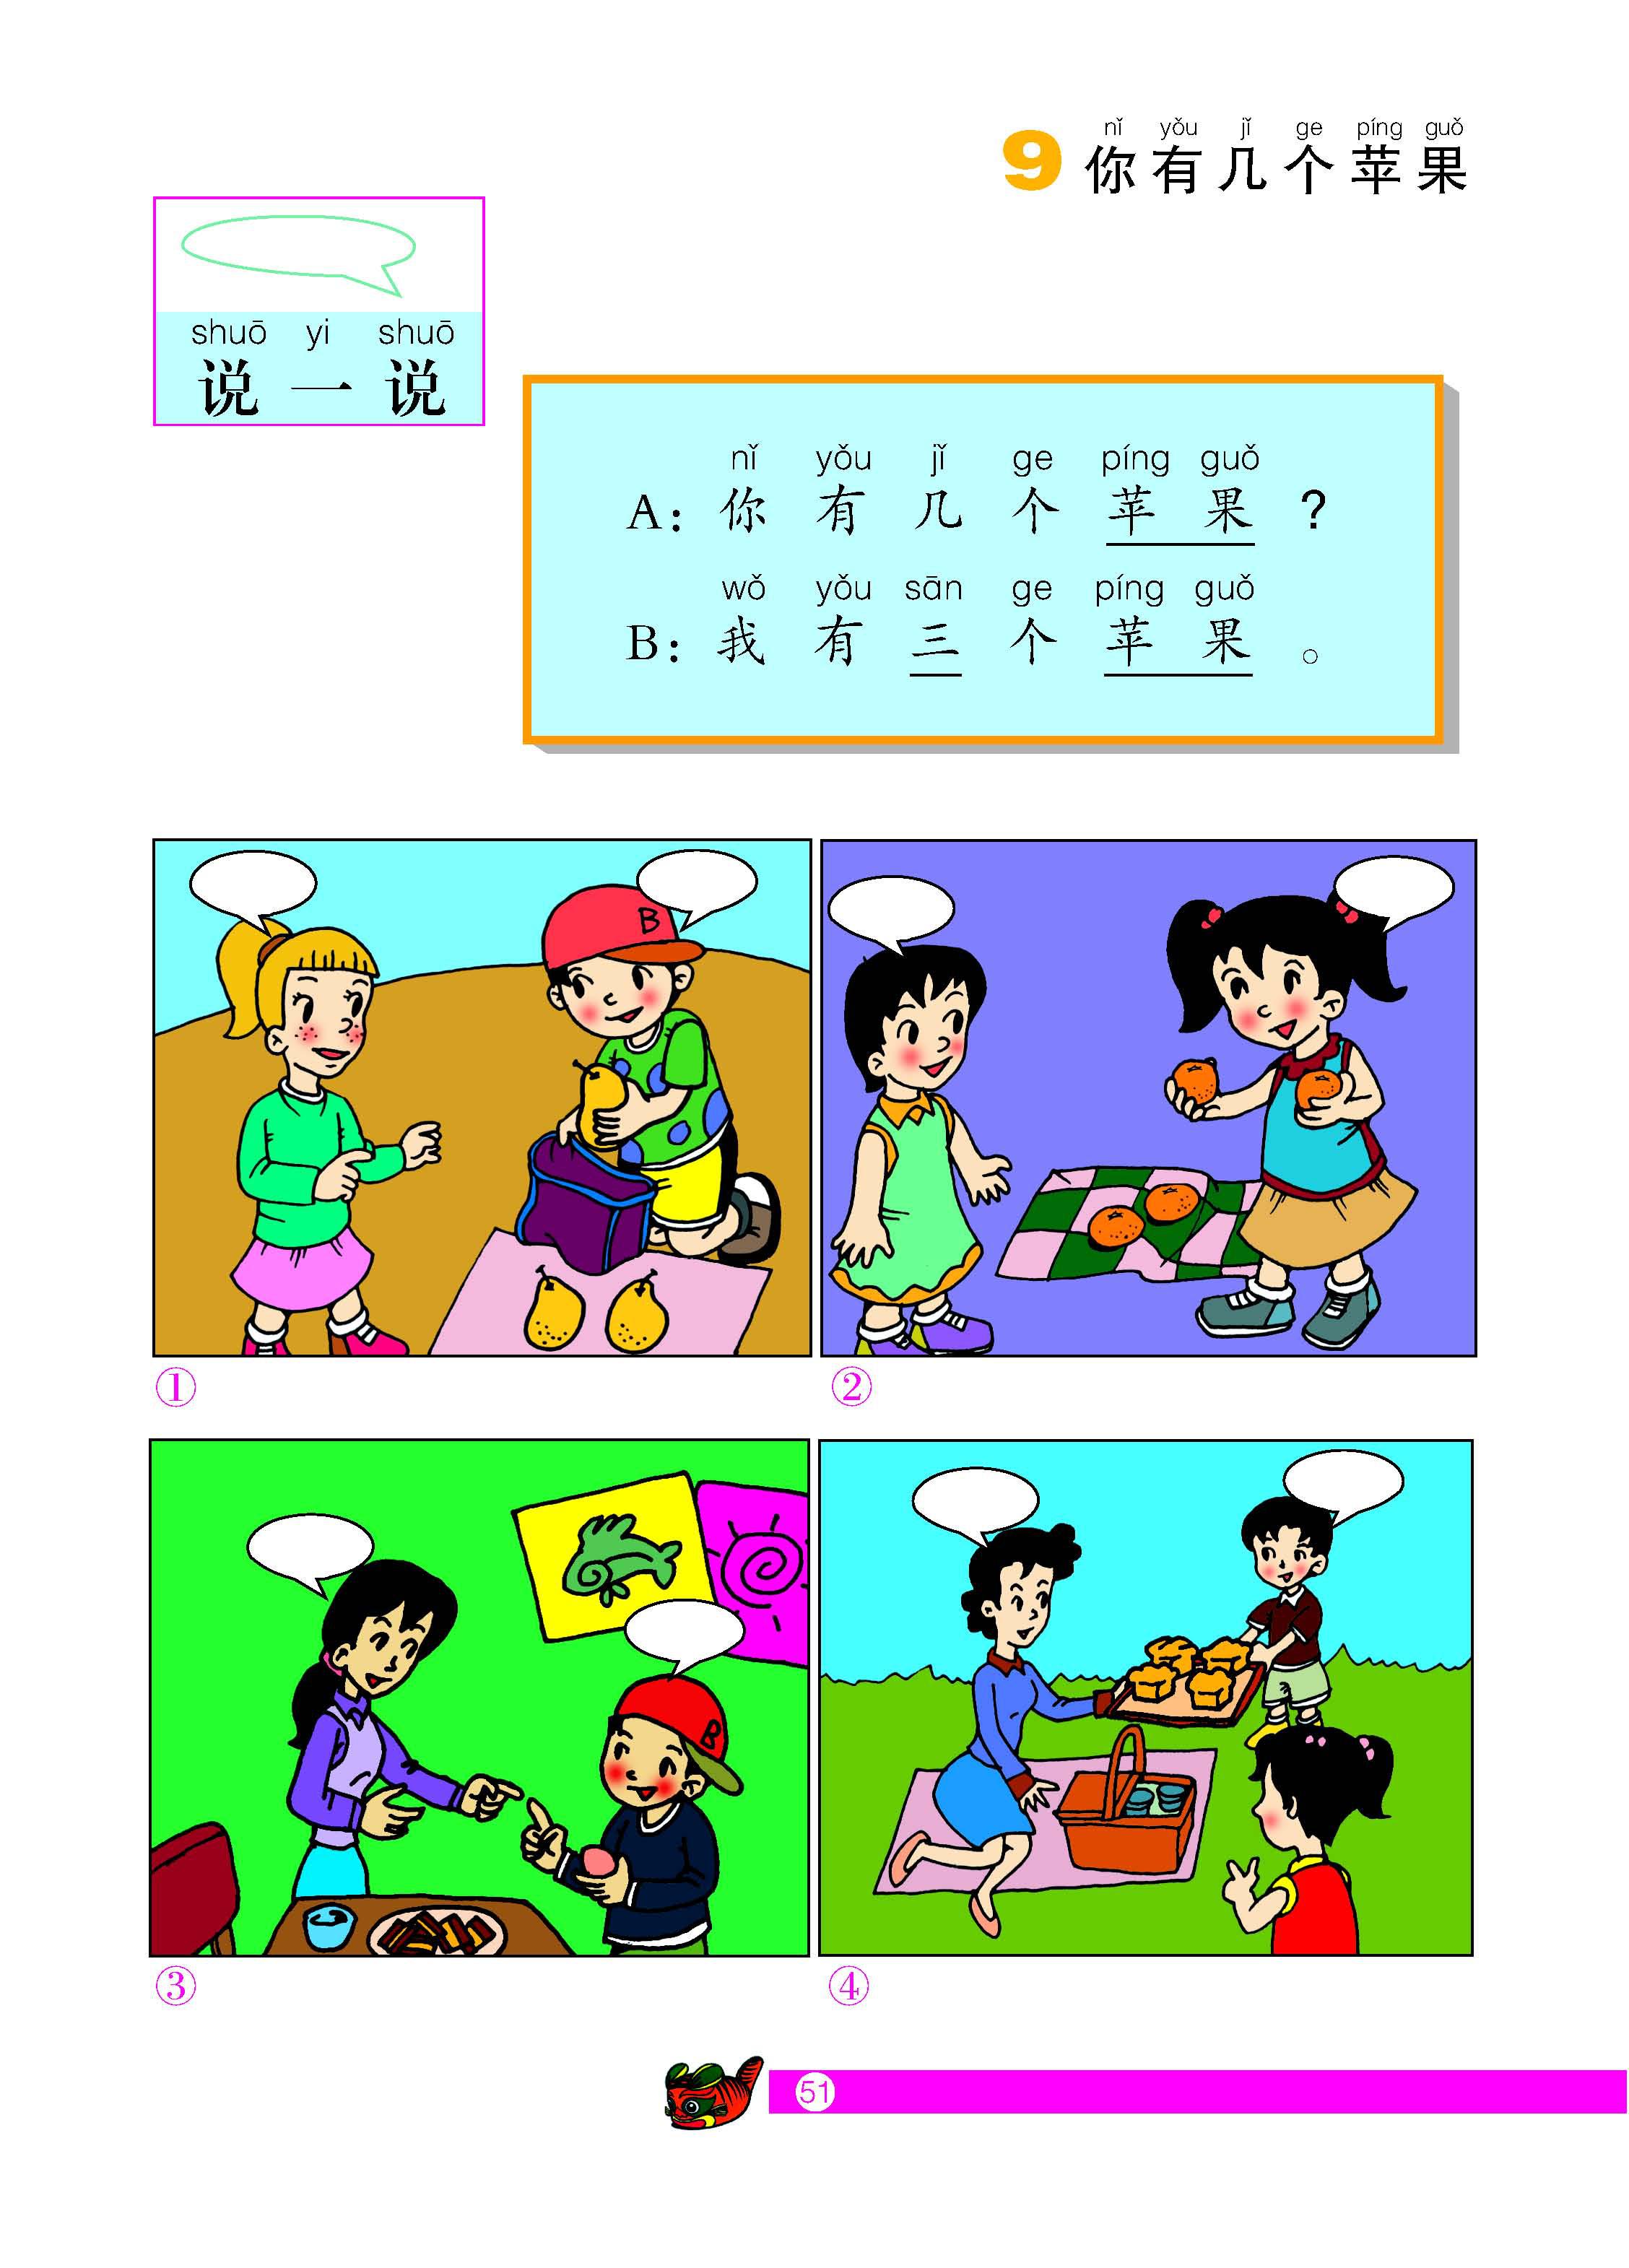 nǐ yǒu jǐ ge píng guǒ
9 你有几个苹果
shuō yi shuō
说一说
nǐ yǒu jǐ ge píng guǒ
A: 你有几个苹果?
wǒ yǒu sān ge píng guǒ
B: 我有三个苹果。
B
①
②
B
③
④
51